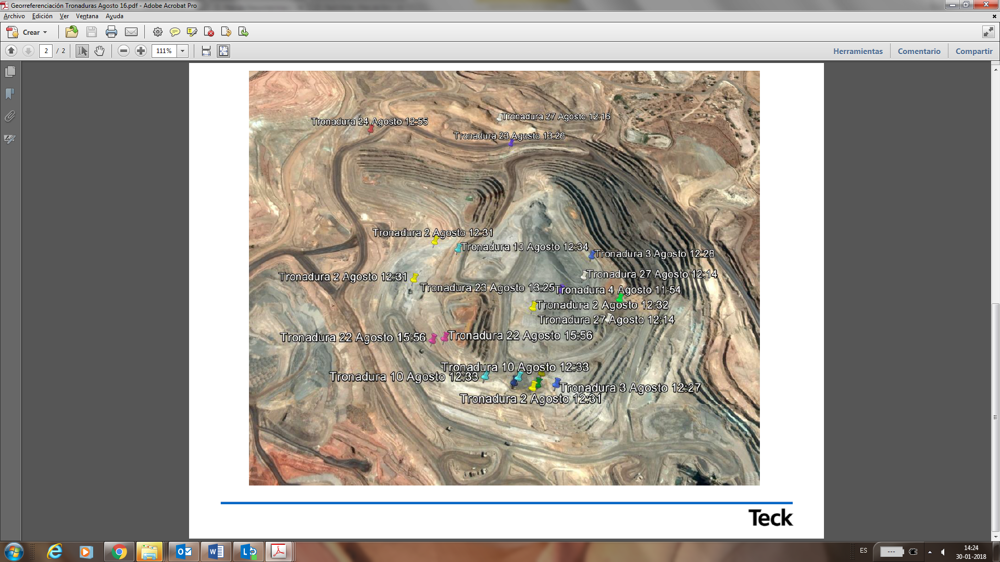 Georreferenciación Tronaduras Agosto 16.pdf - Adobe Acrobat Pro
Archivo Edición Ver Ventana Ayuda
Crear
2 / 2 111%
Herramientas Comentario Compartir
Tronadura 27 Agosto 12:16
Tronadura 24 Agosto 12:55
Tronadura 23 Agosto 13:26
Tronadura 2 Agosto 12:31
Tronadura 10 Agosto 12:34
Tronadura 3 Agosto 12:28
Tronadura 27 Agosto 12:14
Tronadura 2 Agosto 12:31
Tronadura 23 Agosto 13:25
Tronadura 4 Agosto 11:54
Tronadura 2 Agosto 12:32
Tronadura 27 Agosto 12:14
Tronadura 22 Agosto 15:56
Tronadura 22 Agosto 15:56
Tronadura 10 Agosto 12:33
Tronadura 10 Agosto 12:33
Tronadura 3 Agosto 12:27
Tronadura 2 Agosto 12:31
Teck
ES
14:24
30-01-2018